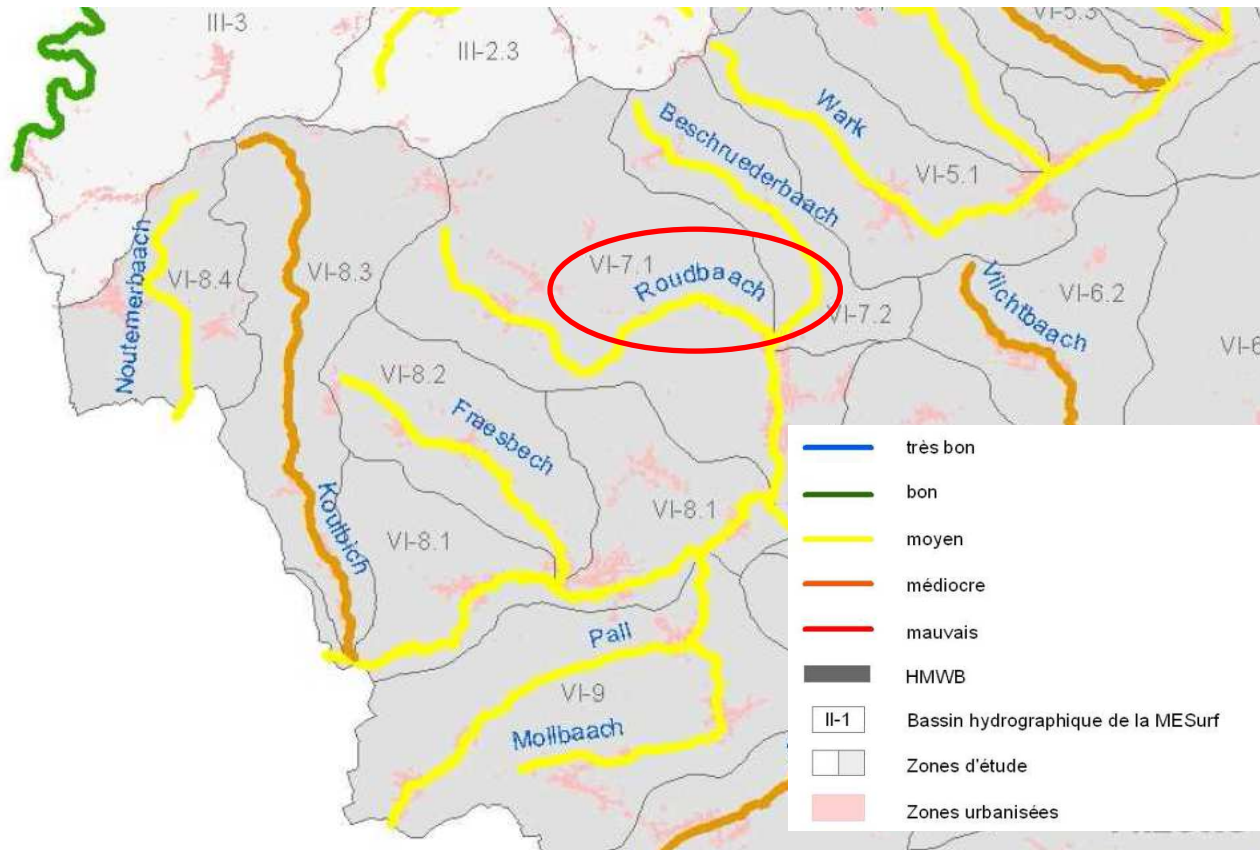 III-3
III-2.3
VI-5.3
Wark
Beschruederbaach
VI-5.1
Noutemerbaach
VI-8.4
VI-8.3
VI-7.1
Roudbaach
VI-7.2
Viichtbaach
VI-6.2
VI-6
VI-8.2
Fraesbech
Koulbich
VI-8.1
VI-8.1
Pall
VI-9
Mollbaach
très bon
bon
moyen
médiocre
mauvais
HMWB
II-1 Bassin hydrographique de la MESurf
Zones d'étude
Zones urbanisées